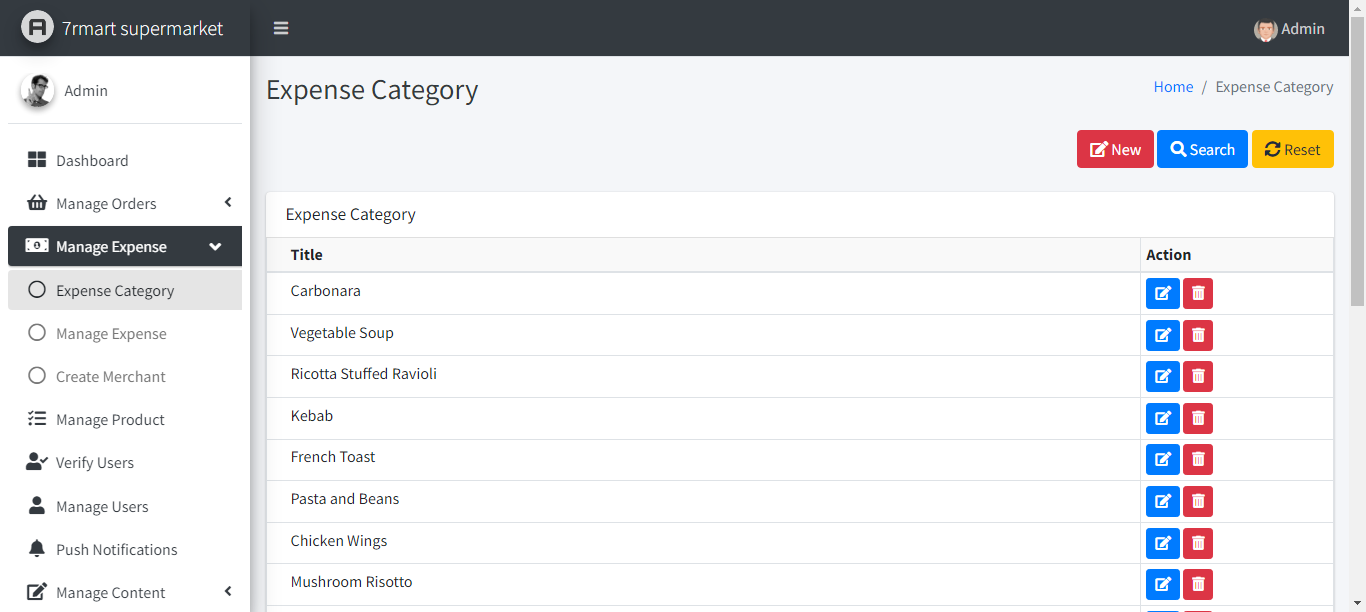 7rmart supermarket
Admin
Admin
Expense Category
Home / Expense Category
New Search Reset
Dashboard
Manage Orders
Manage Expense
Expense Category
Manage Expense
Create Merchant
Manage Product
Verify Users
Manage Users
Push Notifications
Manage Content
Expense Category
Title Action
Carbonara
Vegetable Soup
Ricotta Stuffed Ravioli
Kebab
French Toast
Pasta and Beans
Chicken Wings
Mushroom Risotto